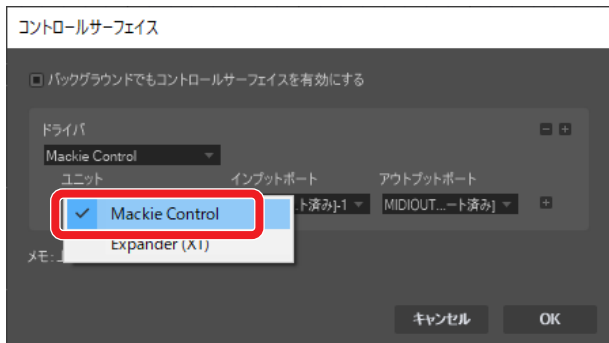 コントロールサーフェイス
バックグラウンドでもコントロールサーフェイスを有効にする
ドライバ
Mackie Control
ユニット インプットポート アウトプットポート
Mackie Control ...ト済み]-1 MIDIOUT...ート済み]
Expander (XT)
メモ:
キャンセル OK